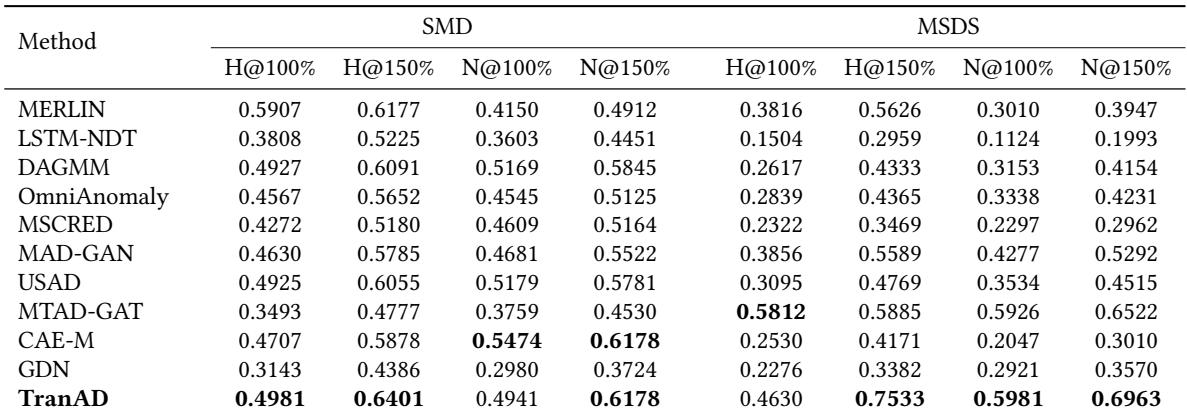 Method SMD MSDS
H@100% H@150% N@100% N@150% H@100% H@150% N@100% N@150%
MERLIN 0.5907 0.6177 0.4150 0.4912 0.3816 0.5626 0.3010 0.3947
LSTM-NDT 0.3808 0.5225 0.3603 0.4451 0.1504 0.2959 0.1124 0.1993
DAGMM 0.4927 0.6091 0.5169 0.5845 0.2617 0.4333 0.3153 0.4154
OmniAnomaly 0.4567 0.5652 0.4545 0.5125 0.2839 0.4365 0.3338 0.4231
MSCRED 0.4272 0.5180 0.4609 0.5164 0.2322 0.3469 0.2297 0.2962
MAD-GAN 0.4630 0.5785 0.4681 0.5522 0.3856 0.5589 0.4277 0.5292
USAD 0.4925 0.6055 0.5179 0.5781 0.3095 0.4769 0.3534 0.4515
MTAD-GAT 0.3493 0.4777 0.3759 0.4530 0.5812 0.5885 0.5926 0.6522
CAE-M 0.4707 0.5878 0.5474 0.6178 0.2530 0.4171 0.2047 0.3010
GDN 0.3143 0.4386 0.2980 0.3724 0.2276 0.3382 0.2921 0.3570
TranAD 0.4981 0.6401 0.4941 0.6178 0.4630 0.7533 0.5981 0.6963